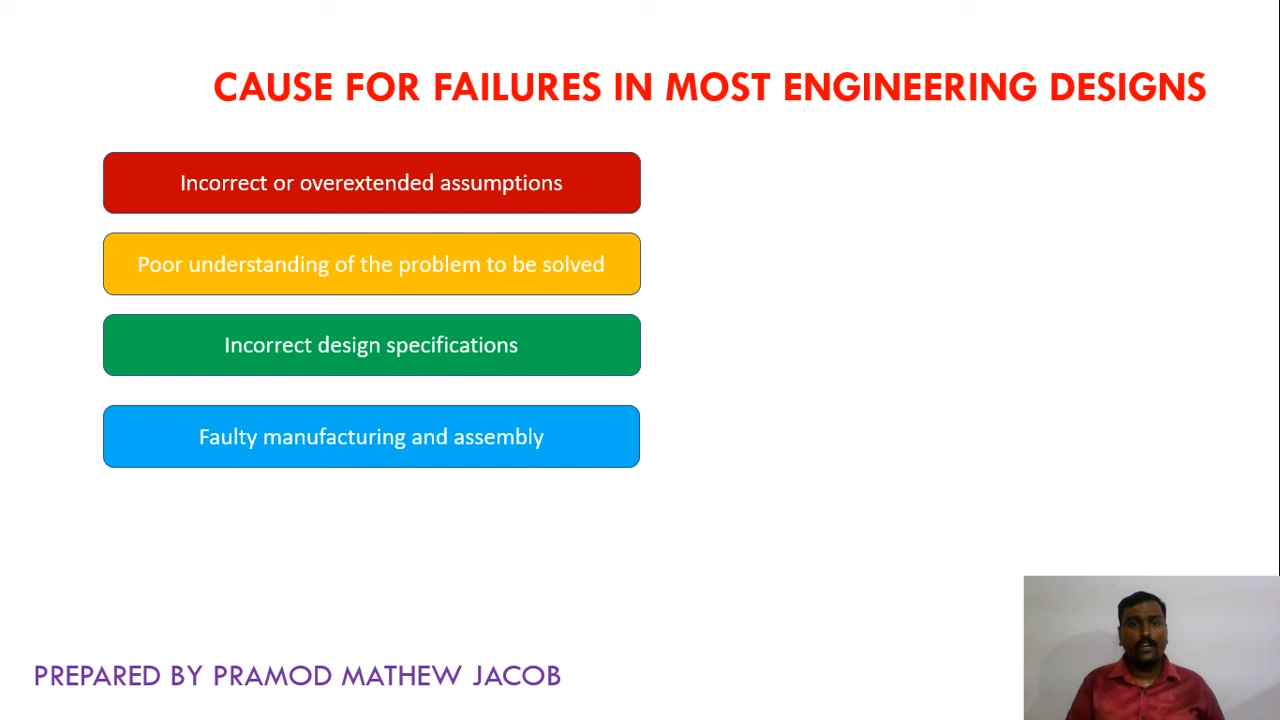 CAUSE FOR FAILURES IN MOST ENGINEERING DESIGNS
Incorrect or overextended assumptions
Poor understanding of the problem to be solved
Incorrect design specifications
Faulty manufacturing and assembly
PREPARED BY PRAMOD MATHEW JACOB